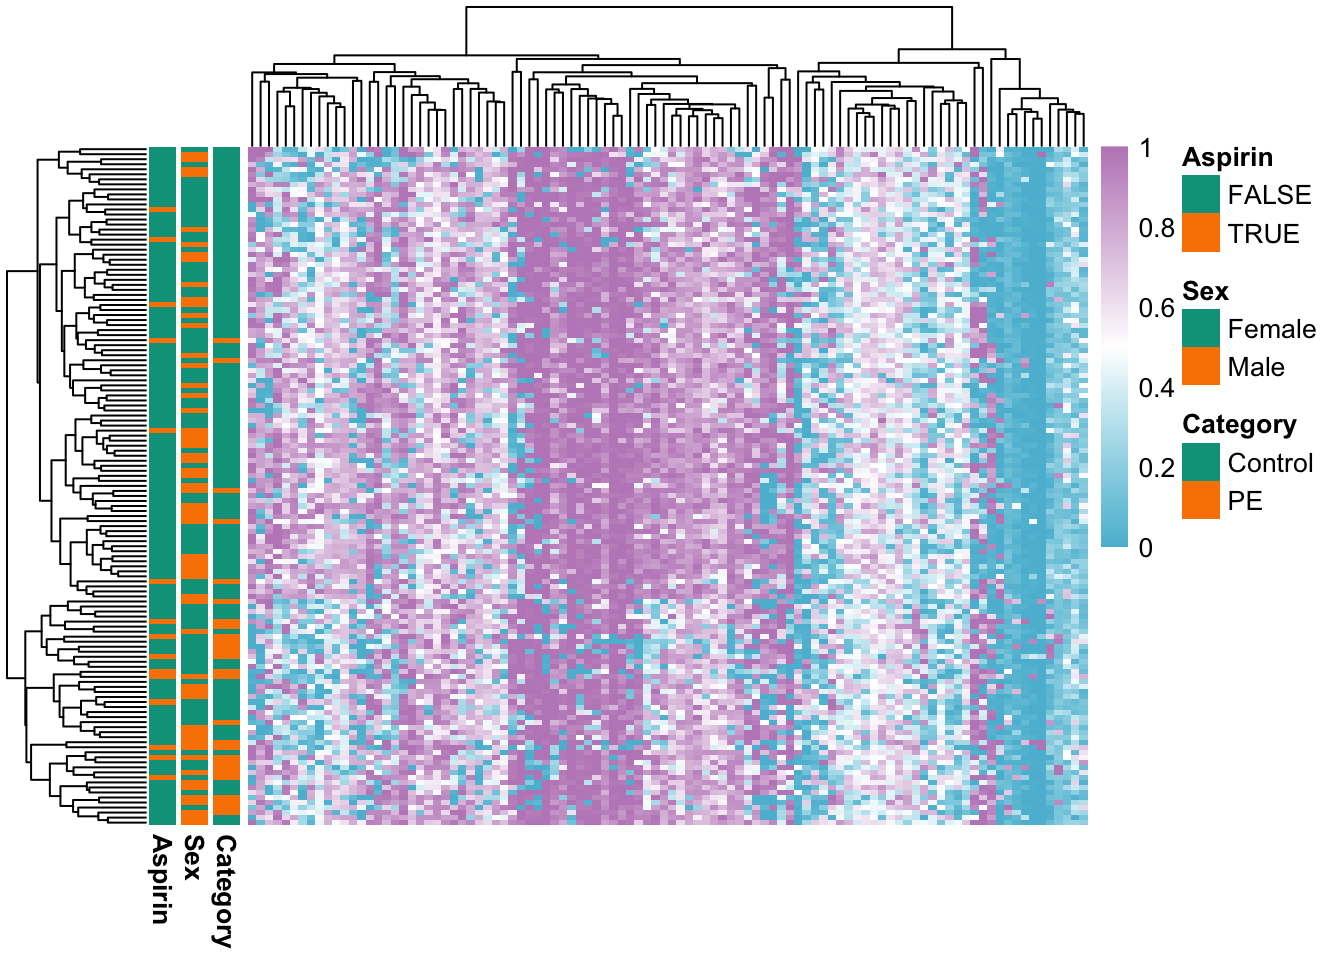 1
0.8
0.6
0.4
0.2
0
Aspirin
FALSE
TRUE
Sex
Female
Male
Category
Control
PE
Aspirin
Sex
Category